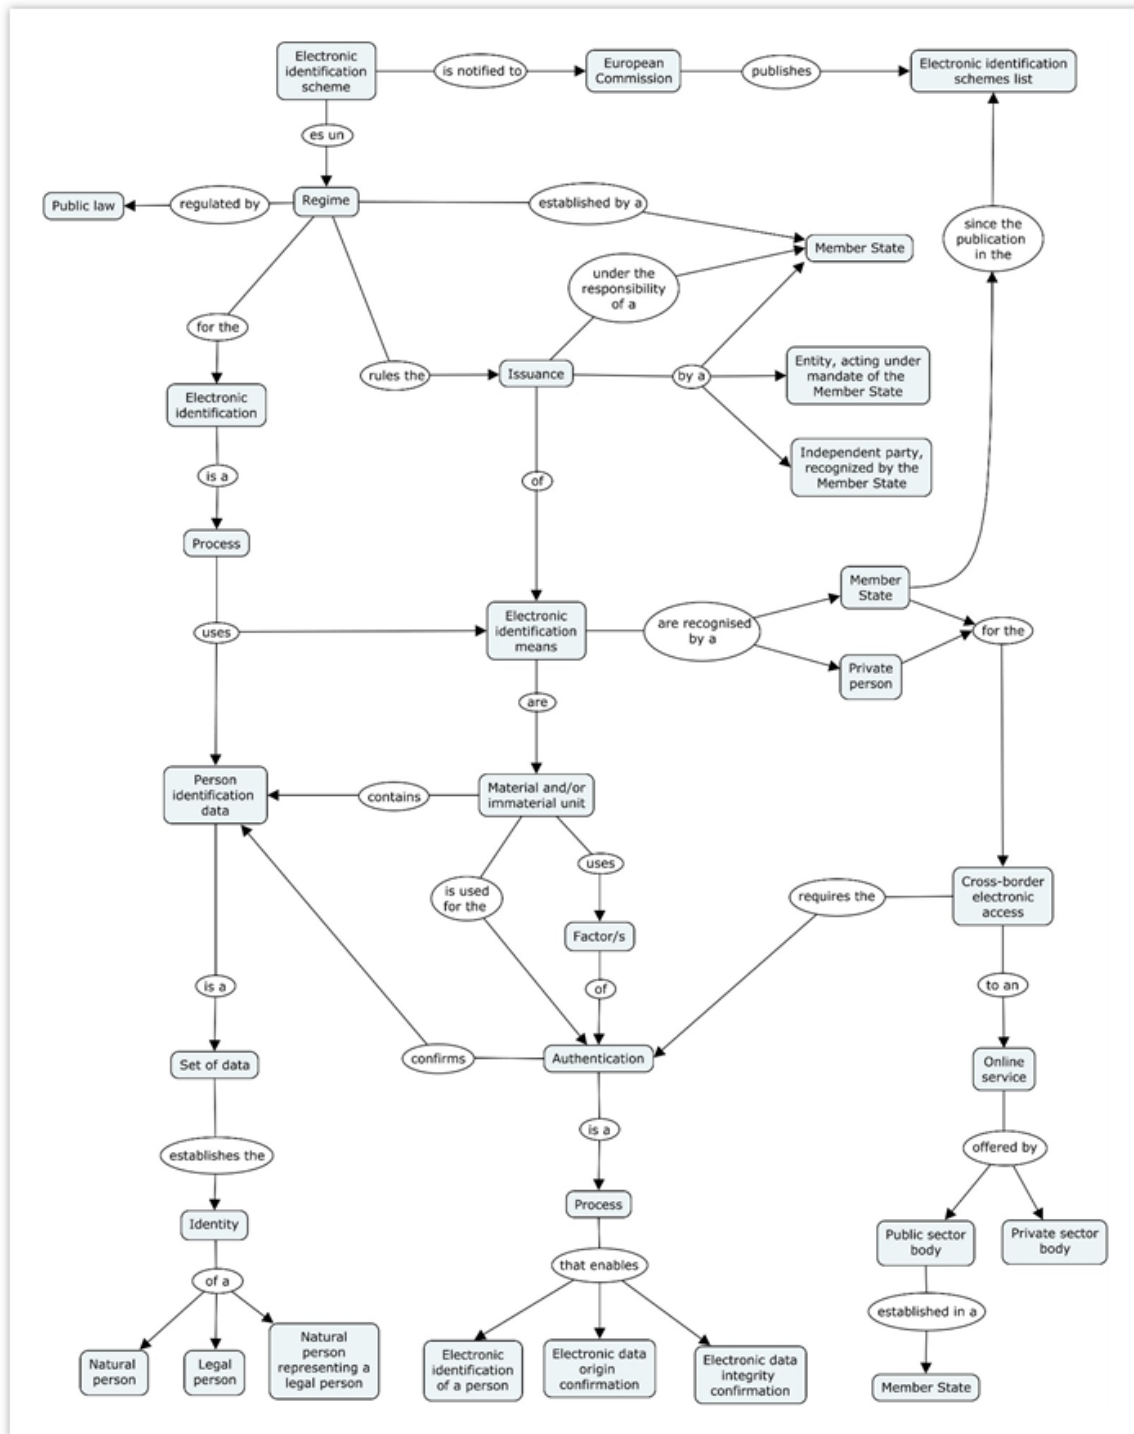 Electronic
identification
scheme
is notified to
European
Commission
publishes
Electronic identification
schemes list
es un
Public law
regulated by
Regime
established by a
Member State
since the
publication
in the
under the
responsibility
of a
for the
rules the
Issuance
by a
Entity, acting under
mandate of the
Member State
Electronic
identification
Independent party,
recognized by the
Member State
is a
of
Process
Member
State
uses
Electronic
identification
means
are recognised
by a
for the
Private
person
are
Person
identification
data
contains
Material and/or
immaterial unit
uses
is used
for the
requires the
Cross-border
electronic
access
Factor/s
is a
of
to an
Set of data
confirms
Authentication
Online
service
establishes the
is a
offered by
Identity
Process
Public sector
body
Private sector
body
of a
that enables
established in a
Natural
person
Legal
person
Natural
person
representing a
legal person
Electronic
identification
of a person
Electronic data
origin
confirmation
Electronic data
integrity
confirmation
Member State